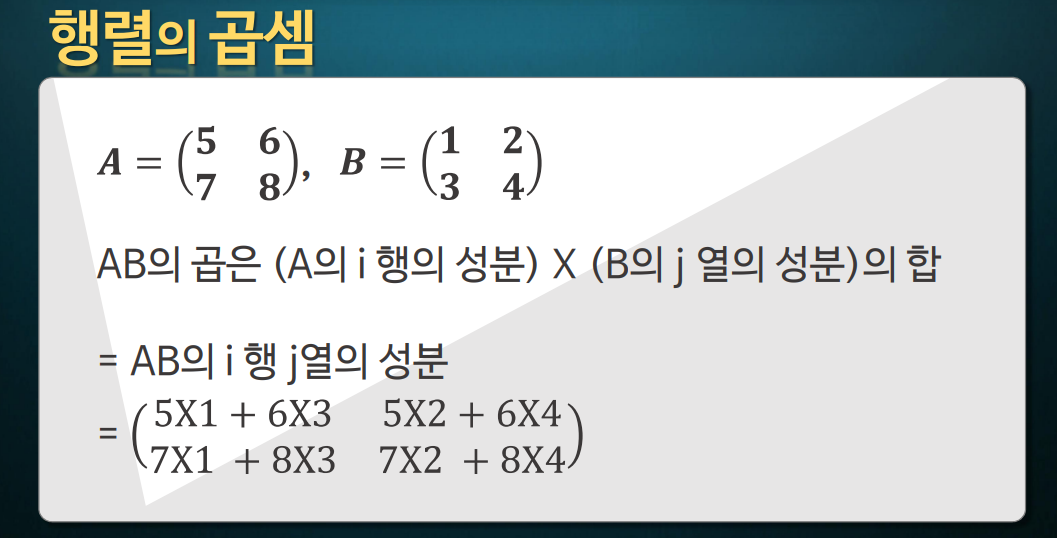 행렬의 곱셈
A = (5 6
7 8), B = (1 2
3 4)
AB의 곱은 (A의 i 행의 성분) X (B의 j 열의 성분)의 합
= AB의 i 행 j열의 성분
= (5X1 + 6X3 5X2 + 6X4
7X1 + 8X3 7X2 + 8X4)